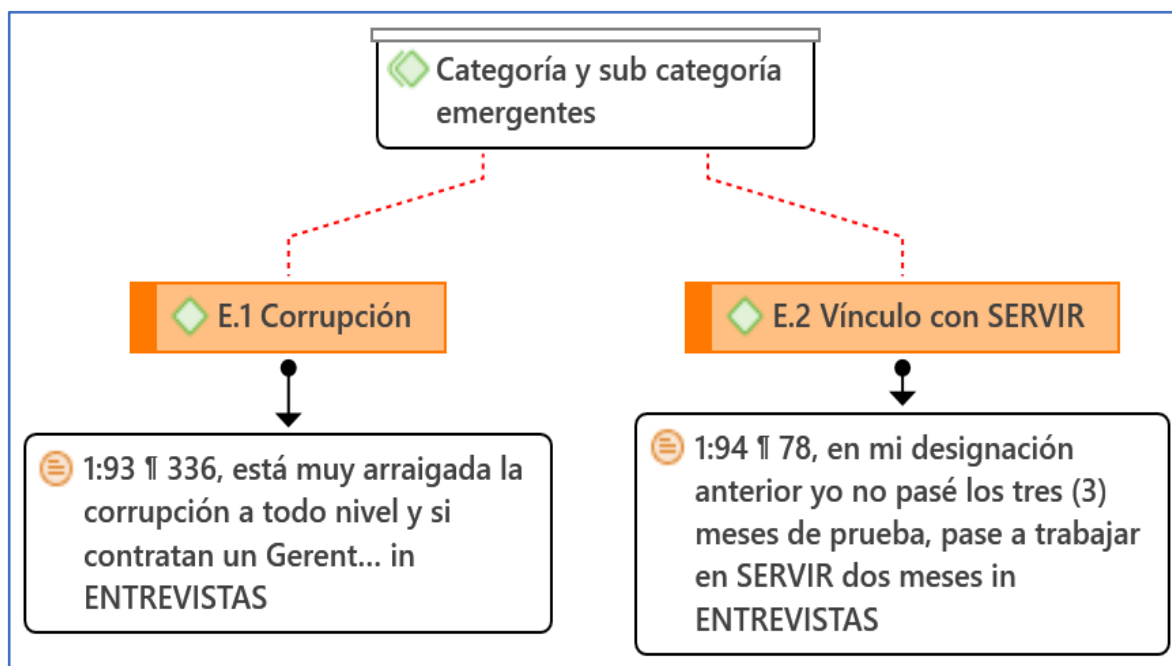 Categoría y sub categoría
emergentes
E.1 Corrupción
E.2 Vínculo con SERVIR
1:93 ¶ 336, está muy arraigada la
corrupción a todo nivel y si
contratan un Gerent... in
ENTREVISTAS
1:94 ¶ 78, en mi designación
anterior yo no pasé los tres (3)
meses de prueba, pase a trabajar
en SERVIR dos meses in
ENTREVISTAS